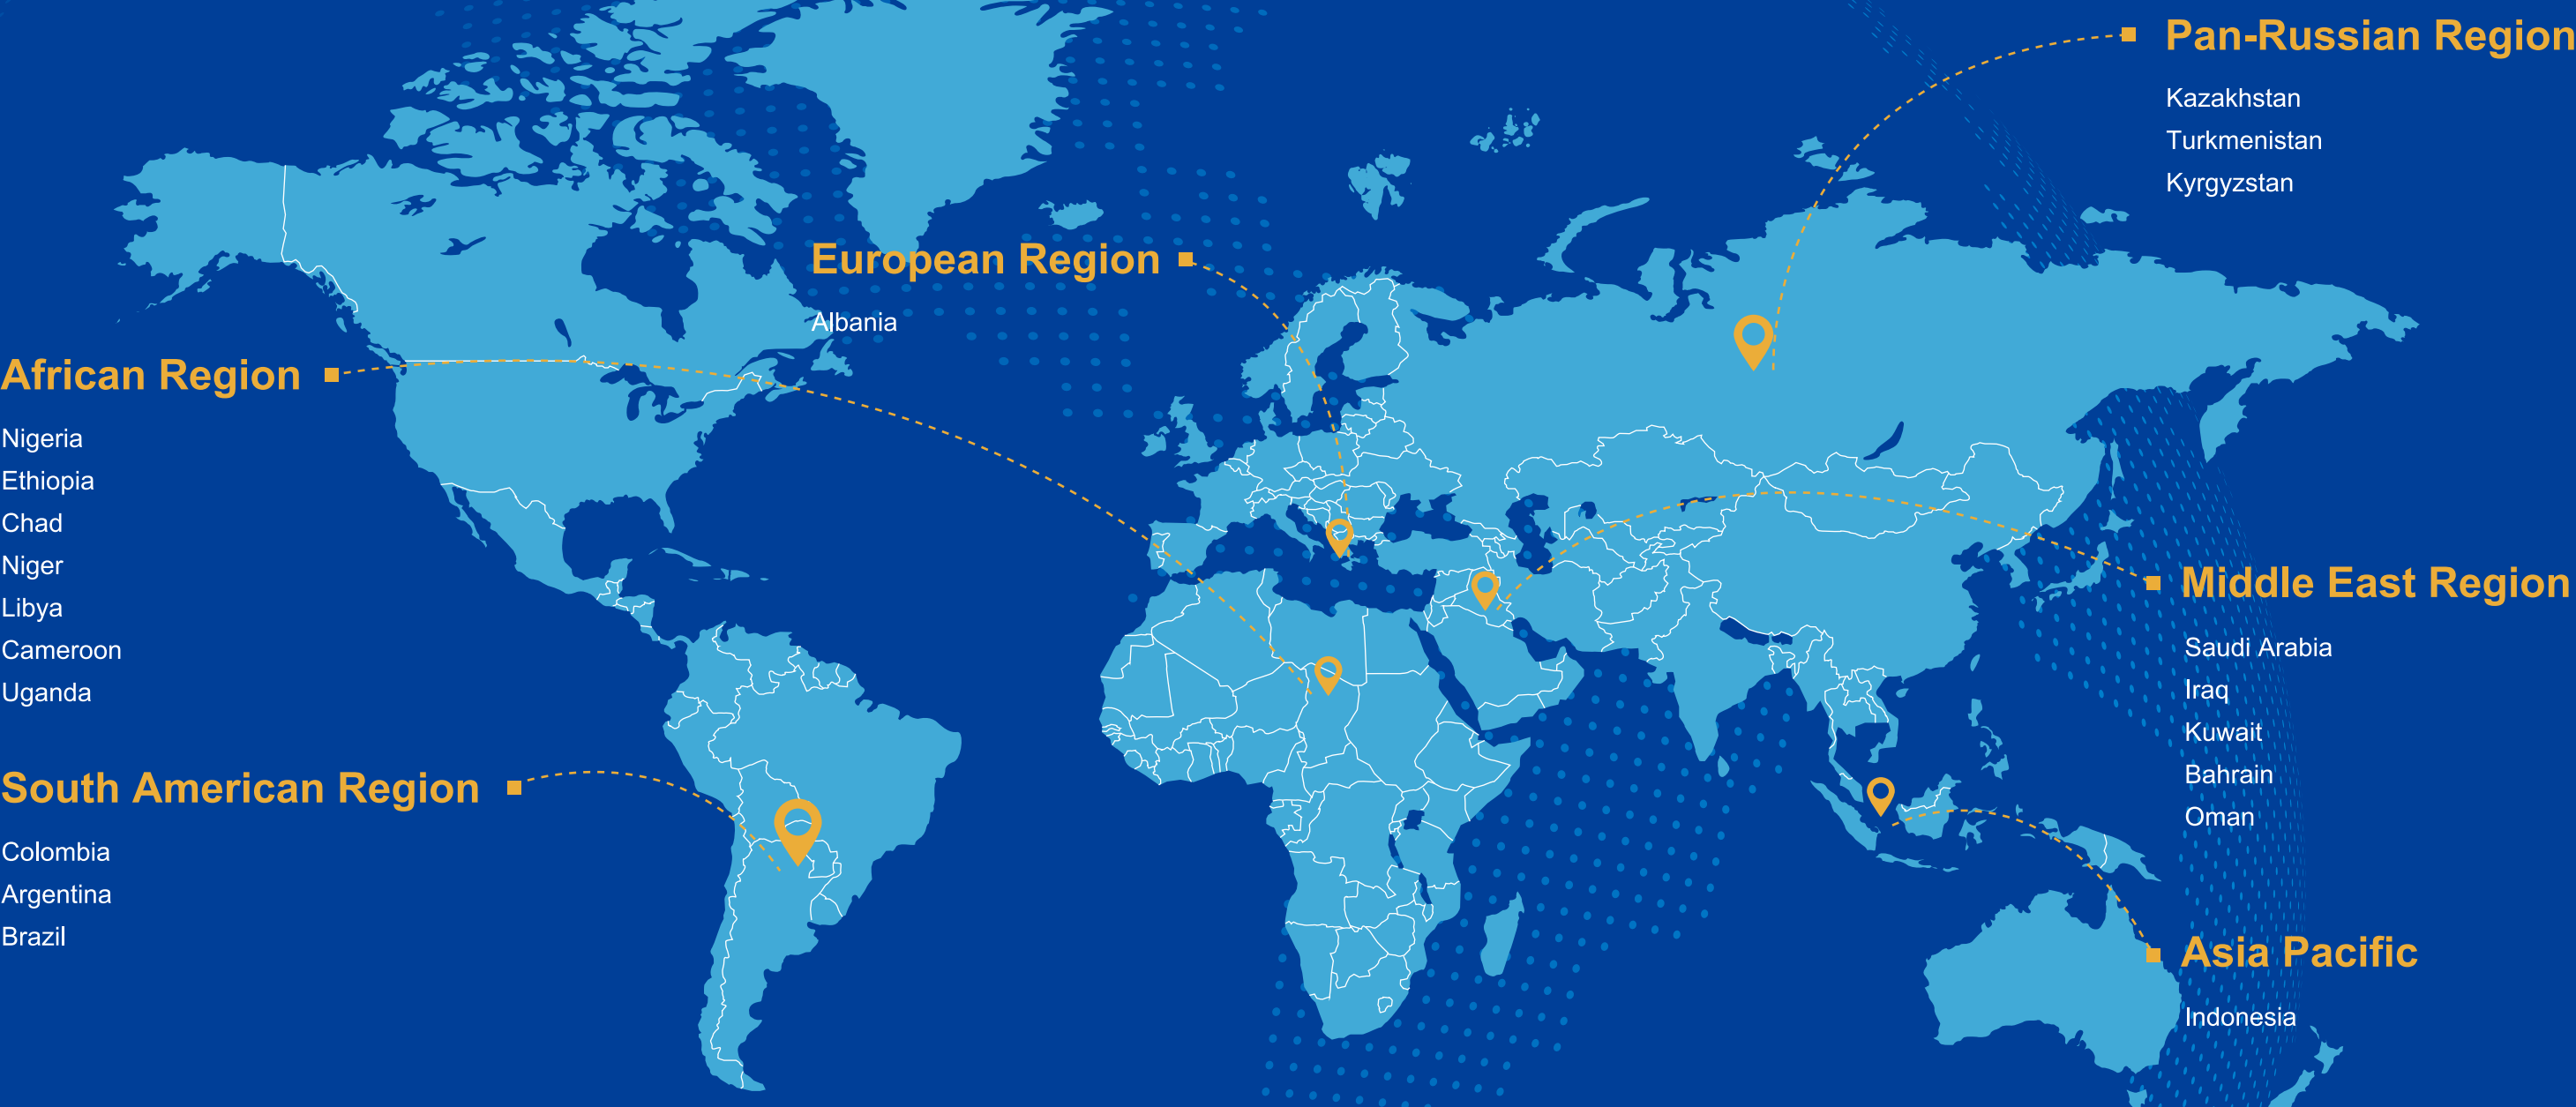 Pan-Russian Region
Kazakhstan
Turkmenistan
Kyrgyzstan
European Region
Albania
African Region
Nigeria
Ethiopia
Chad
Niger
Libya
Cameroon
Uganda
Middle East Region
Saudi Arabia
Iraq
Kuwait
Bahrain
Oman
South American Region
Colombia
Argentina
Brazil
Asia Pacific
Indonesia